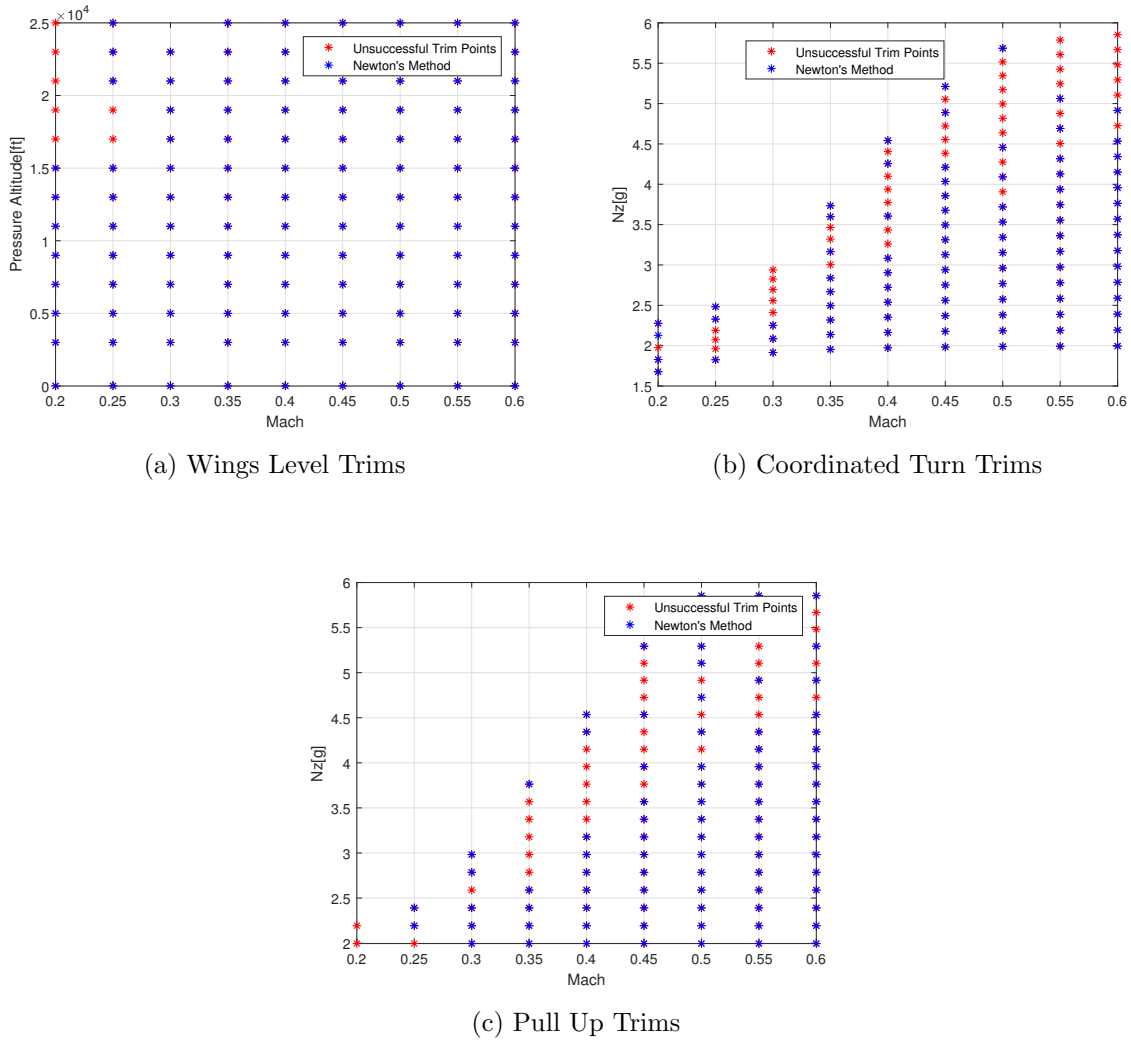 ×10^4
2.5
2
1.5
1
0.5
0
Pressure Altitude[ft]
Unsuccessful Trim Points
Newton's Method
0.2 0.25 0.3 0.35 0.4 0.45 0.5 0.55 0.6
Mach
(a) Wings Level Trims
6
5.5
5
4.5
4
3.5
3
2.5
2
1.5
Nz[g]
Unsuccessful Trim Points
Newton's Method
0.2 0.25 0.3 0.35 0.4 0.45 0.5 0.55 0.6
Mach
(b) Coordinated Turn Trims
6
5.5
5
4.5
4
3.5
3
2.5
2
Nz[g]
Unsuccessful Trim Points
Newton's Method
0.2 0.25 0.3 0.35 0.4 0.45 0.5 0.55 0.6
Mach
(c) Pull Up Trims